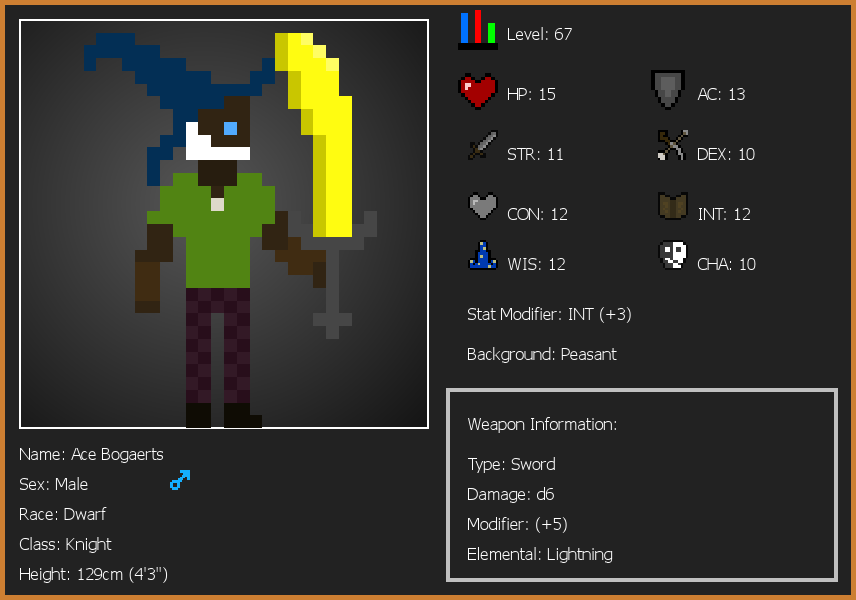 Level: 67
HP: 15
AC: 13
STR: 11
DEX: 10
CON: 12
INT: 12
WIS: 12
CHA: 10
Stat Modifier: INT (+3)
Background: Peasant
Weapon Information:
Type: Sword
Damage: d6
Modifier: (+5)
Elemental: Lightning
Name: Ace Bogaerts
Sex: Male
Race: Dwarf
Class: Knight
Height: 129cm (4'3")